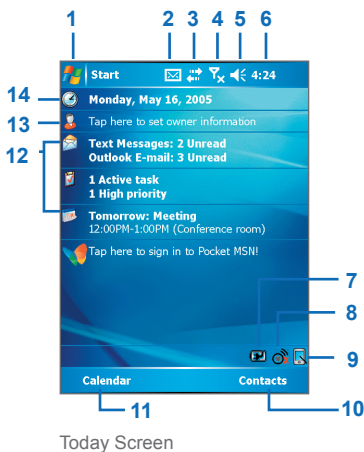 1 2 3 4 5 6
Start 4:24
14 Monday, May 16, 2005
13 Tap here to set owner information
12 Text Messages: 2 Unread
Outlook E-mail: 3 Unread
1 Active task
1 High priority
Tomorrow: Meeting
12:00PM-1:00PM (Conference room)
Tap here to sign in to Pocket MSN!
7
8
9
Calendar Contacts
11 10
Today Screen